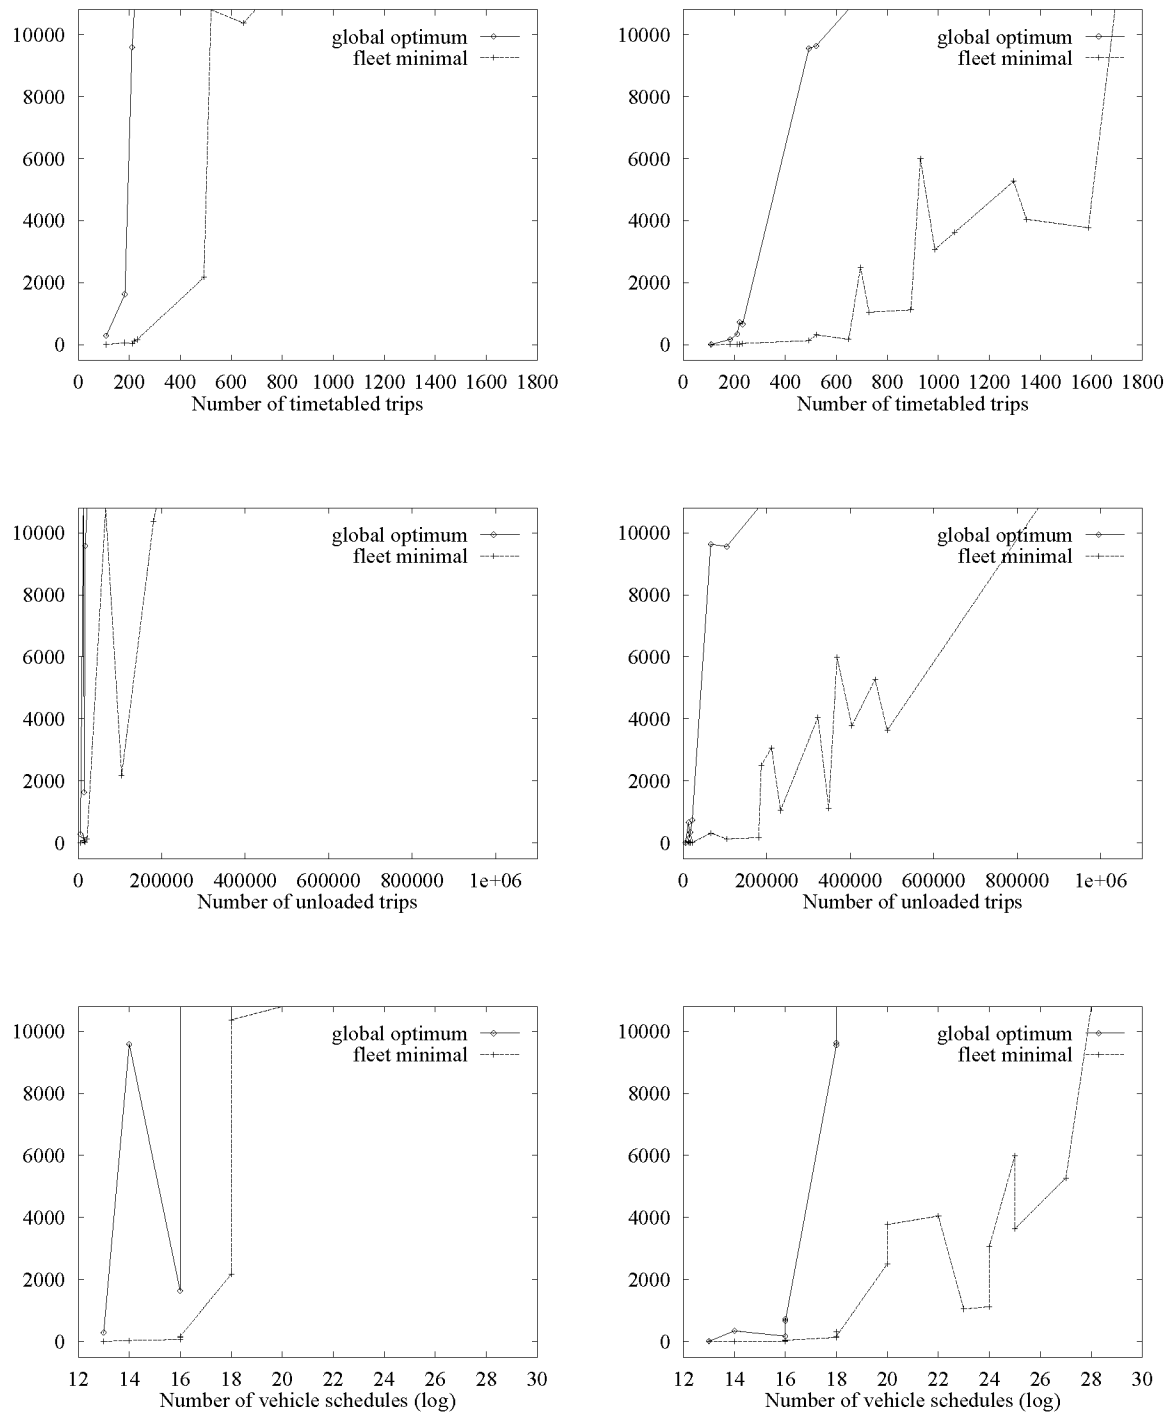 10000
8000
6000
4000
2000
0
global optimum
fleet minimal
0 200 400 600 800 1000 1200 1400 1600 1800
Number of timetabled trips
10000
8000
6000
4000
2000
0
global optimum
fleet minimal
0 200 400 600 800 1000 1200 1400 1600 1800
Number of timetabled trips
10000
8000
6000
4000
2000
0
global optimum
fleet minimal
0 200000 400000 600000 800000 1e+06
Number of unloaded trips
10000
8000
6000
4000
2000
0
global optimum
fleet minimal
0 200000 400000 600000 800000 1e+06
Number of unloaded trips
10000
8000
6000
4000
2000
0
global optimum
fleet minimal
12 14 16 18 20 22 24 26 28 30
Number of vehicle schedules (log)
10000
8000
6000
4000
2000
0
global optimum
fleet minimal
12 14 16 18 20 22 24 26 28 30
Number of vehicle schedules (log)